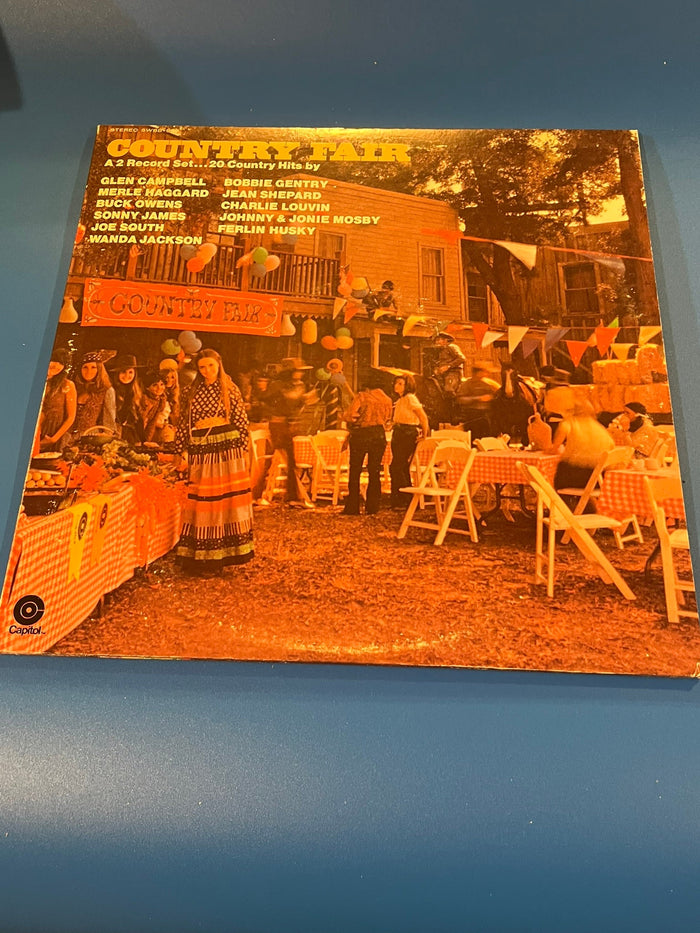 STEREO
COUNTRY FAIR
A 2 Record Set...20 Country Hits by
GLEN CAMPBELL
MERLE HAGGARD
BUCK OWENS
SONNY JAMES
JOE SOUTH
WANDA JACKSON
BOBBIE GENTRY
JEAN SHEPARD
CHARLIE LOUVIN
JOHNNY & JONIE MOSBY
FERLIN HUSKY
COUNTRY FAIR
Capitol